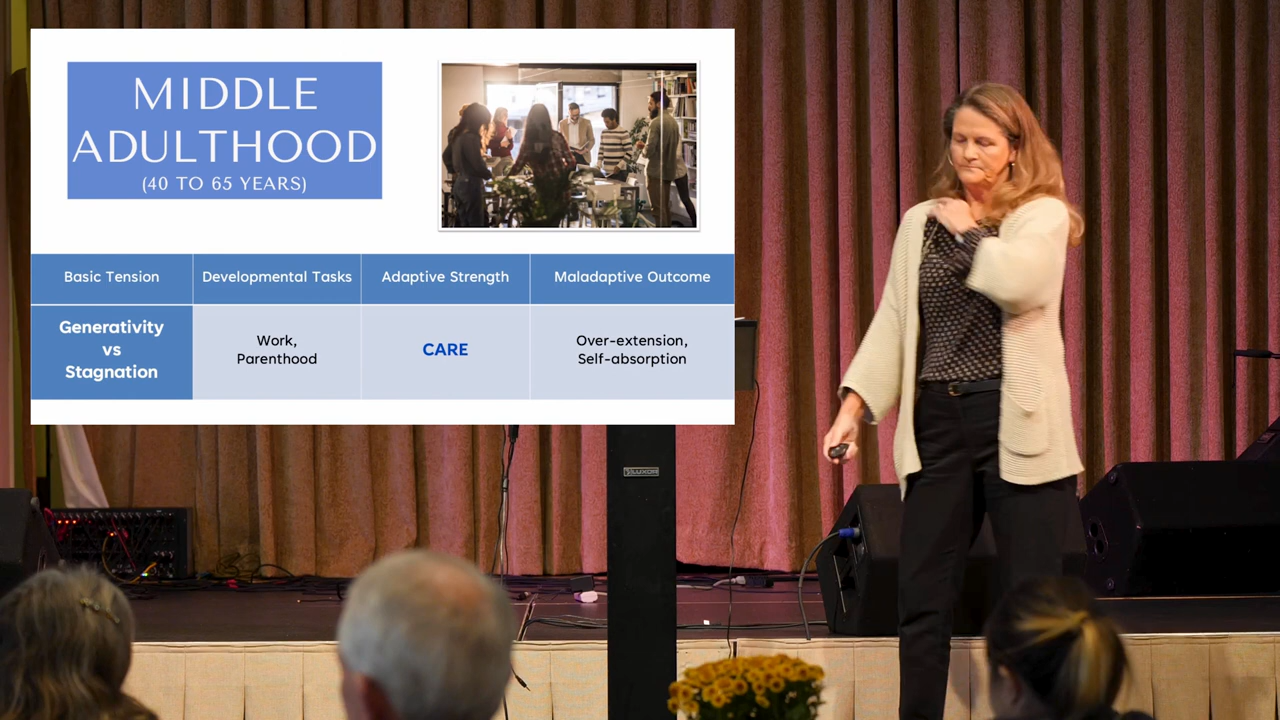 MIDDLE
ADULTHOOD
(40 TO 65 YEARS)
Basic Tension
Developmental Tasks
Adaptive Strength
Maladaptive Outcome
Generativity
vs
Stagnation
Work,
Parenthood
CARE
Over-extension,
Self-absorption
LUXOR